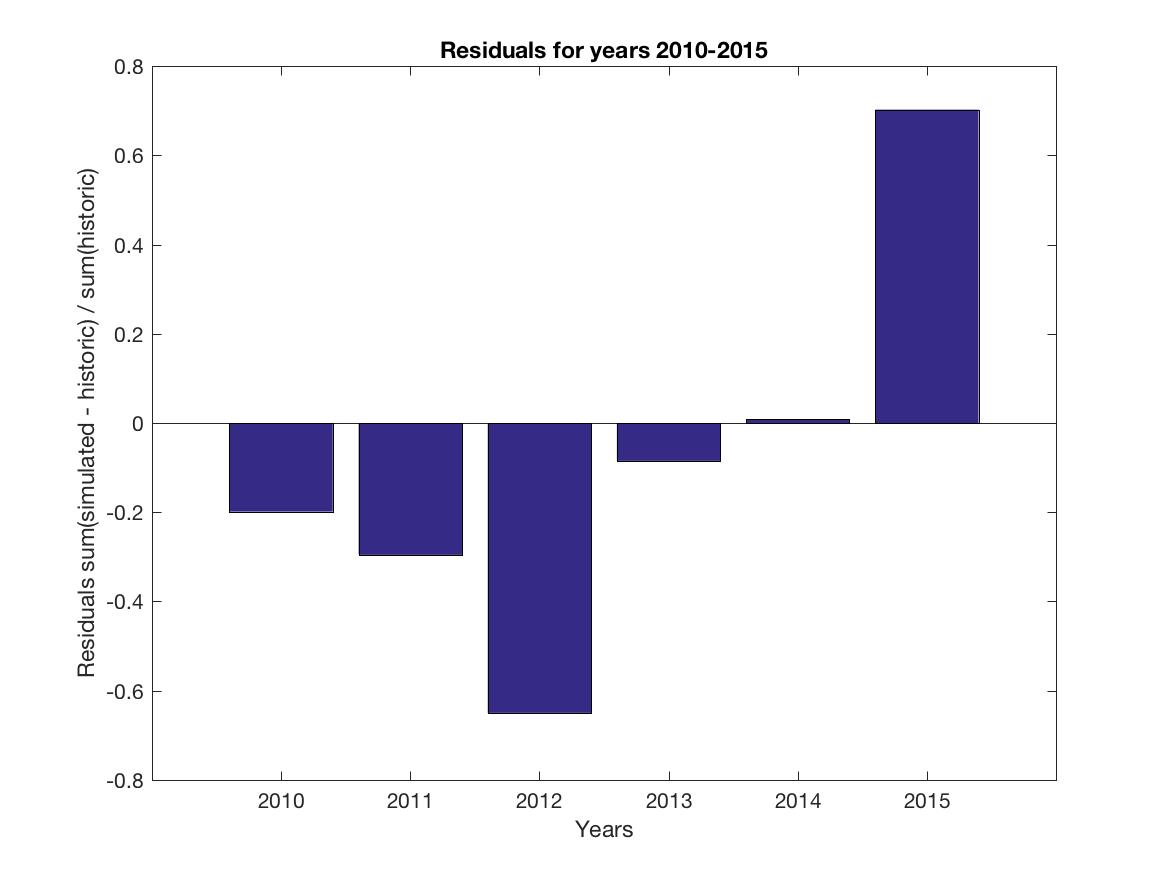 Residuals for years 2010-2015
Residuals sum(simulated - historic) / sum(historic)
0.8
0.6
0.4
0.2
0
-0.2
-0.4
-0.6
-0.8
2010 2011 2012 2013 2014 2015
Years